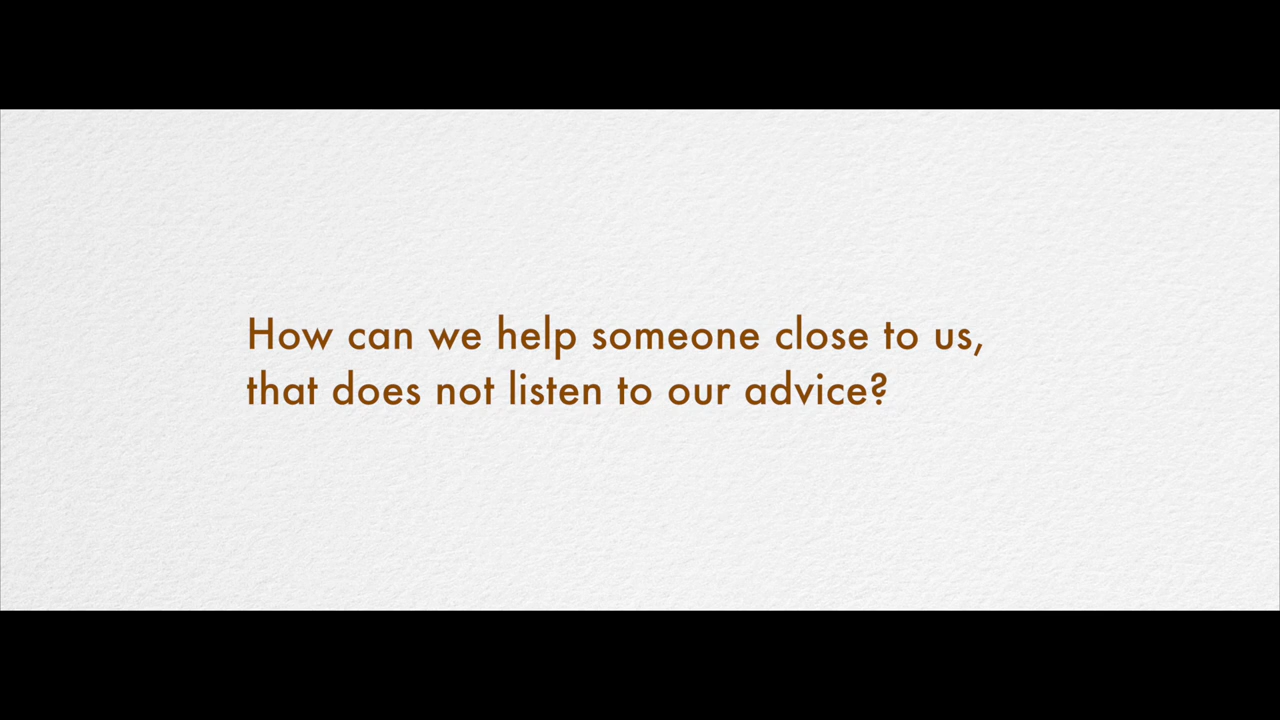 How can we help someone close to us,
that does not listen to our advice?